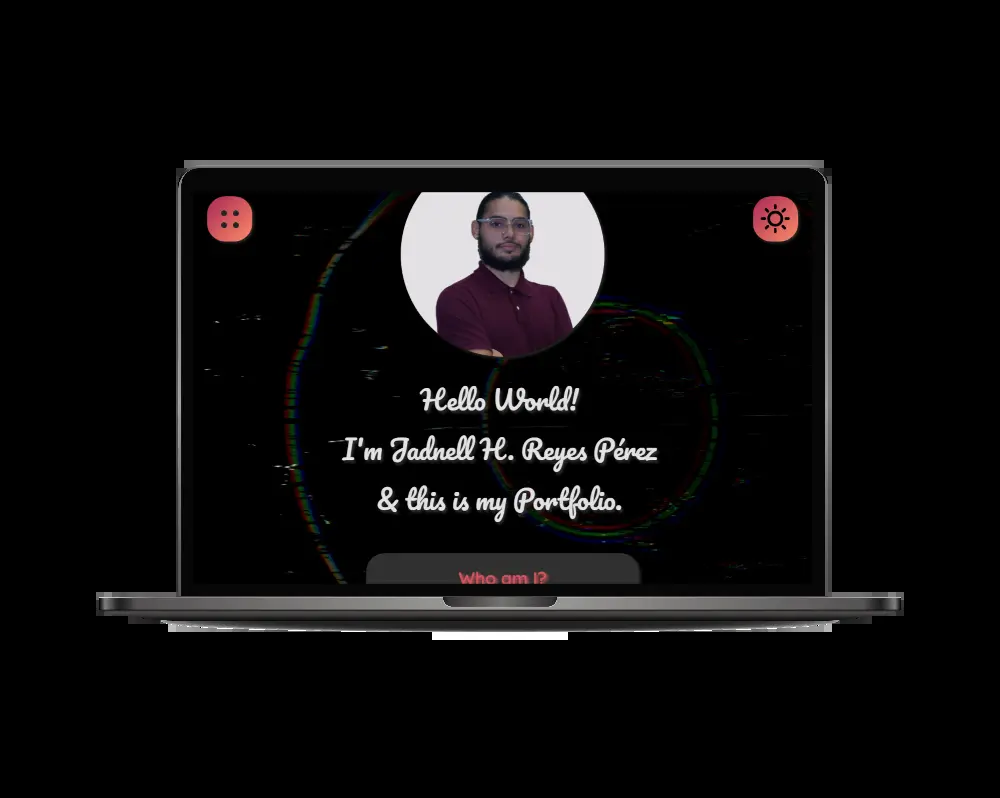 Hello World!
I'm Jadnell H. Reyes Pérez
& this is my Portfolio.
Who am I?